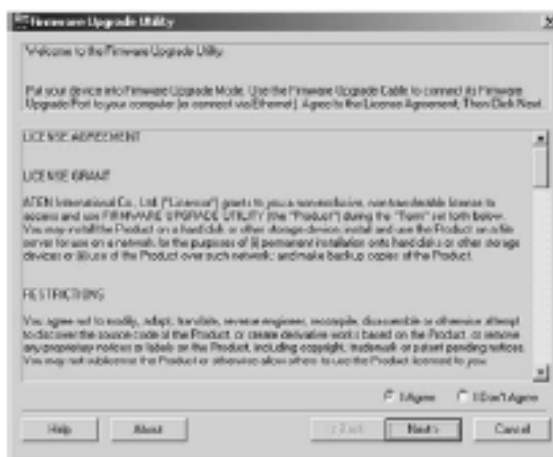 Firmware Upgrade Utility
Welcome to the Firmware Upgrade Utility
Put your device into Firmware Upgrade Mode. Use the Firmware Upgrade Cable to connect its Firmware
Upgrade Port to your computer (or connect via Ethernet). Agree to the License Agreement; Then Click Next.
LICENSE AGREEMENT
LICENSE GRANT
ATEN International Co., Ltd. ("Licensor") grants to you a non-exclusive, non-transferable license to
access and use FIRMWARE UPGRADE UTILITY (the "Product") during the "Term" set forth below.
You may install the Product on a hard disk or other storage device; install and use the Product on a file
server for use on a network for the purposes of (i) permanent installation onto hard disks or other storage
devices or (ii) use of the Product over such network; and make backup copies of the Product.
RESTRICTIONS
You agree not to modify, adapt, translate, reverse engineer, decompile, disassemble or otherwise attempt
to discover the source code of the Product, or create derivative works based on the Product, or remove
any proprietary notices or labels on the Product, including copyright, trademark or patent pending notices.
You may not sublicense the Product or otherwise allow others to use the Product licensed to you.
I Agree I Don't Agree
Help About < Back Next > Cancel